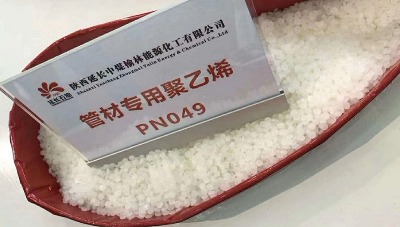 延长石油
陕西延长中煤榆林能源化工有限公司
Shaanxi Yanchang Zhongmei Yulin Energy & Chemical Co.,Ltd
管材专用聚乙烯
PN049